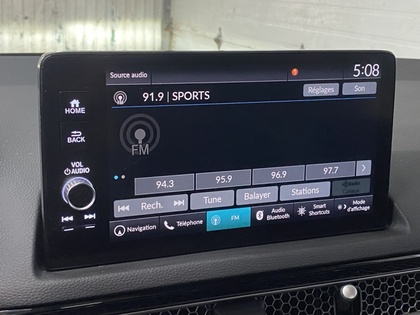 Source audio
5:08
91.9 | SPORTS
Réglages
Son
HOME
BACK
VOL
AUDIO
FM
94.3
95.9
96.9
97.7
Rech.
Tune
Balayer
Stations
Navigation
Téléphone
FM
Audio
Bluetooth
Smart
Shortcuts
Mode
d'affichage